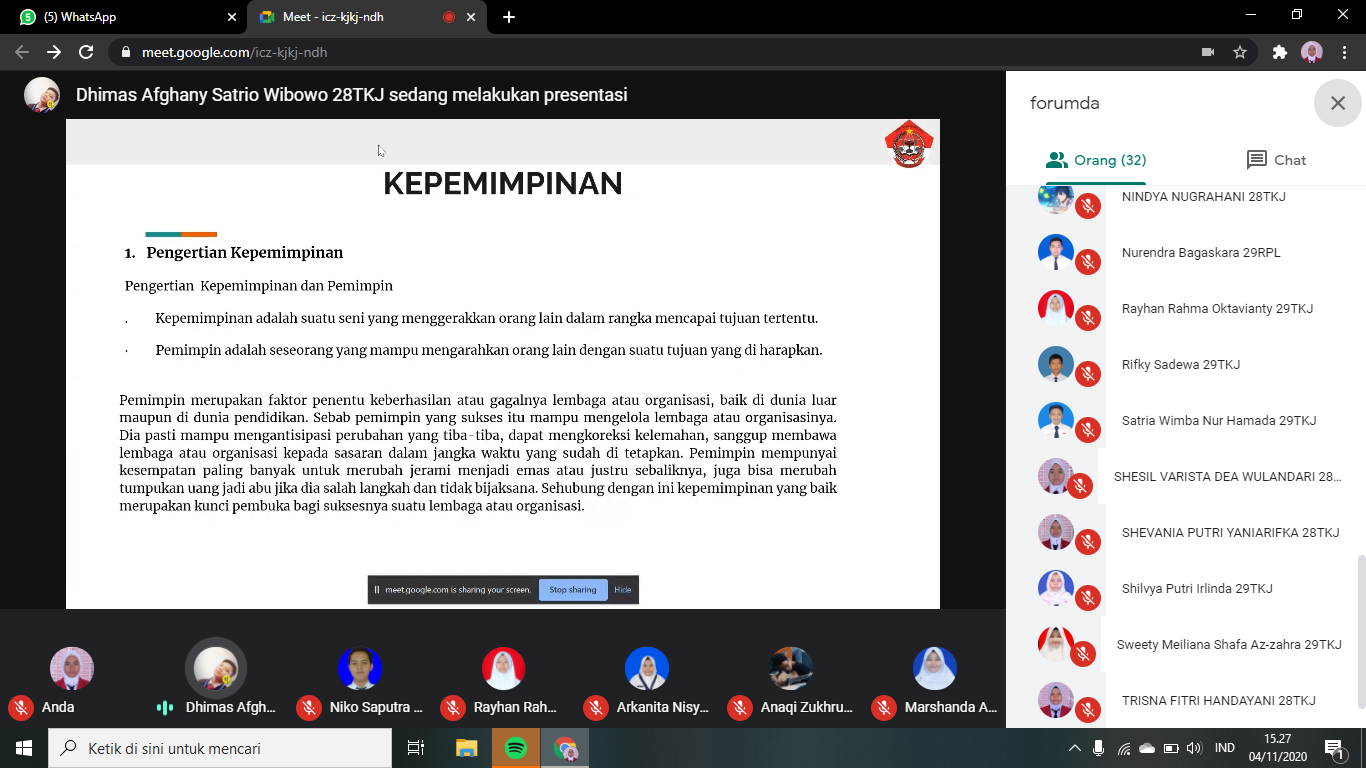 (5) WhatsApp
Meet - icz-kjkj-ndh
meet.google.com/icz-kjkj-ndh
Dhimas Afghany Satrio Wibowo 28TKJ sedang melakukan presentasi
KEPEMIMPINAN
1. Pengertian Kepemimpinan
Pengertian Kepemimpinan dan Pemimpin
. Kepemimpinan adalah suatu seni yang menggerakkan orang lain dalam rangka mencapai tujuan tertentu.
· Pemimpin adalah seseorang yang mampu mengarahkan orang lain dengan suatu tujuan yang di harapkan.
Pemimpin merupakan faktor penentu keberhasilan atau gagalnya lembaga atau organisasi, baik di dunia luar
maupun di dunia pendidikan. Sebab pemimpin yang sukses itu mampu mengelola lembaga atau organisasinya.
Dia pasti mampu mengantisipasi perubahan yang tiba-tiba, dapat mengkoreksi kelemahan, sanggup membawa
lembaga atau organisasi kepada sasaran dalam jangka waktu yang sudah di tetapkan. Pemimpin mempunyai
kesempatan paling banyak untuk merubah jerami menjadi emas atau justru sebaliknya, juga bisa merubah
tumpukan uang jadi abu jika dia salah langkah dan tidak bijaksana. Sehubung dengan ini kepemimpinan yang baik
merupakan kunci pembuka bagi suksesnya suatu lembaga atau organisasi.
meet.google.com is sharing your screen. Stop sharing Hide
forumda
Orang (32)
Chat
NINDYA NUGRAHANI 28TKJ
Nurendra Bagaskara 29RPL
Rayhan Rahma Oktavianty 29TKJ
Rifky Sadewa 29TKJ
Satria Wimba Nur Hamada 29TKJ
SHESIL VARISTA DEA WULANDARI 28...
SHEVANIA PUTRI YANIARIFKA 28TKJ
Shilvya Putri Irlinda 29TKJ
Sweety Meiliana Shafa Az-zahra 29TKJ
TRISNA FITRI HANDAYANI 28TKJ
Anda
Dhimas Afgh...
Niko Saputra ...
Rayhan Rah...
Arkanita Nisy...
Anaqi Zukhru...
Marshanda A...
Ketik di sini untuk mencari
IND
15.27
04/11/2020
1